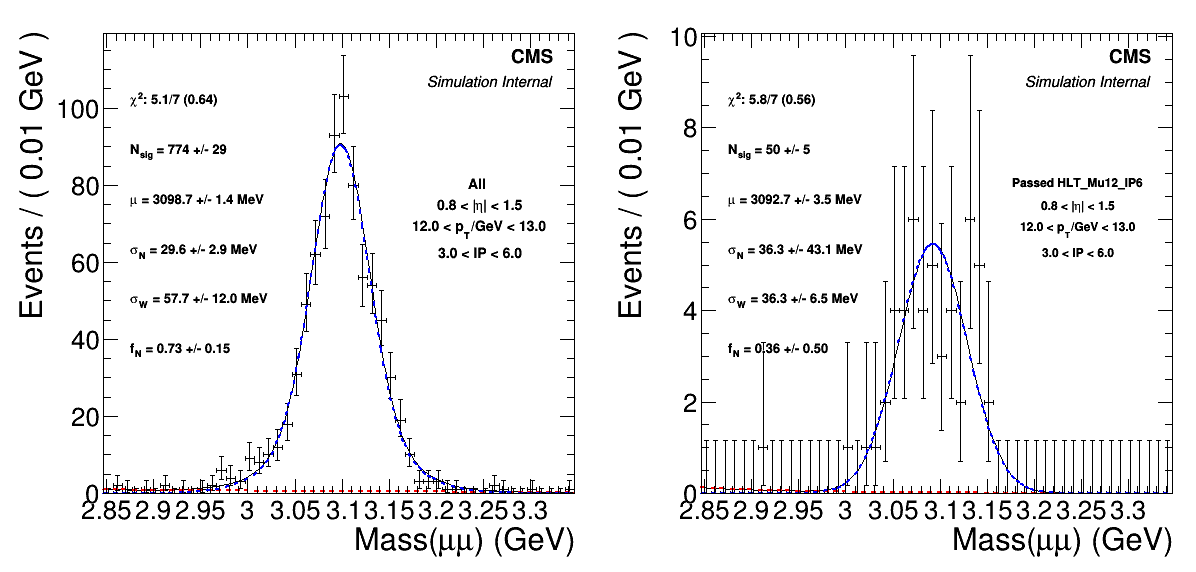 CMS
Simulation Internal
χ²: 5.1/7 (0.64)
N_sig = 774 +/- 29
μ = 3098.7 +/- 1.4 MeV
σ_N = 29.6 +/- 2.9 MeV
σ_W = 57.7 +/- 12.0 MeV
f_N = 0.73 +/- 0.15
All
0.8 < |η| < 1.5
12.0 < p_T/GeV < 13.0
3.0 < IP < 6.0
Events / ( 0.01 GeV )
100
80
60
40
20
0
2.85 2.9 2.95 3 3.05 3.1 3.15 3.2 3.25 3.3
Mass(μμ) (GeV)
CMS
Simulation Internal
χ²: 5.8/7 (0.56)
N_sig = 50 +/- 5
μ = 3092.7 +/- 3.5 MeV
σ_N = 36.3 +/- 43.1 MeV
σ_W = 36.3 +/- 6.5 MeV
f_N = 0.36 +/- 0.50
Passed HLT_Mu12_IP6
0.8 < |η| < 1.5
12.0 < p_T/GeV < 13.0
3.0 < IP < 6.0
Events / ( 0.01 GeV )
10
8
6
4
2
0
2.85 2.9 2.95 3 3.05 3.1 3.15 3.2 3.25 3.3
Mass(μμ) (GeV)